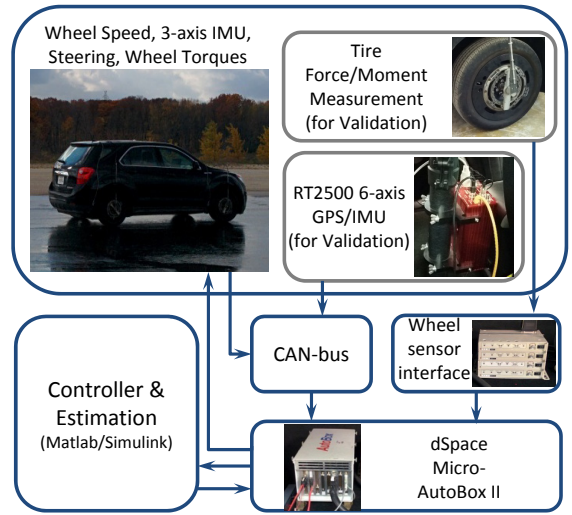 Wheel Speed, 3-axis IMU,
Steering, Wheel Torques
Tire
Force/Moment
Measurement
(for Validation)
RT2500 6-axis
GPS/IMU
(for Validation)
CAN-bus
Wheel
sensor
interface
Controller &
Estimation
(Matlab/Simulink)
AutoBox
dSpace
Micro-
AutoBox II